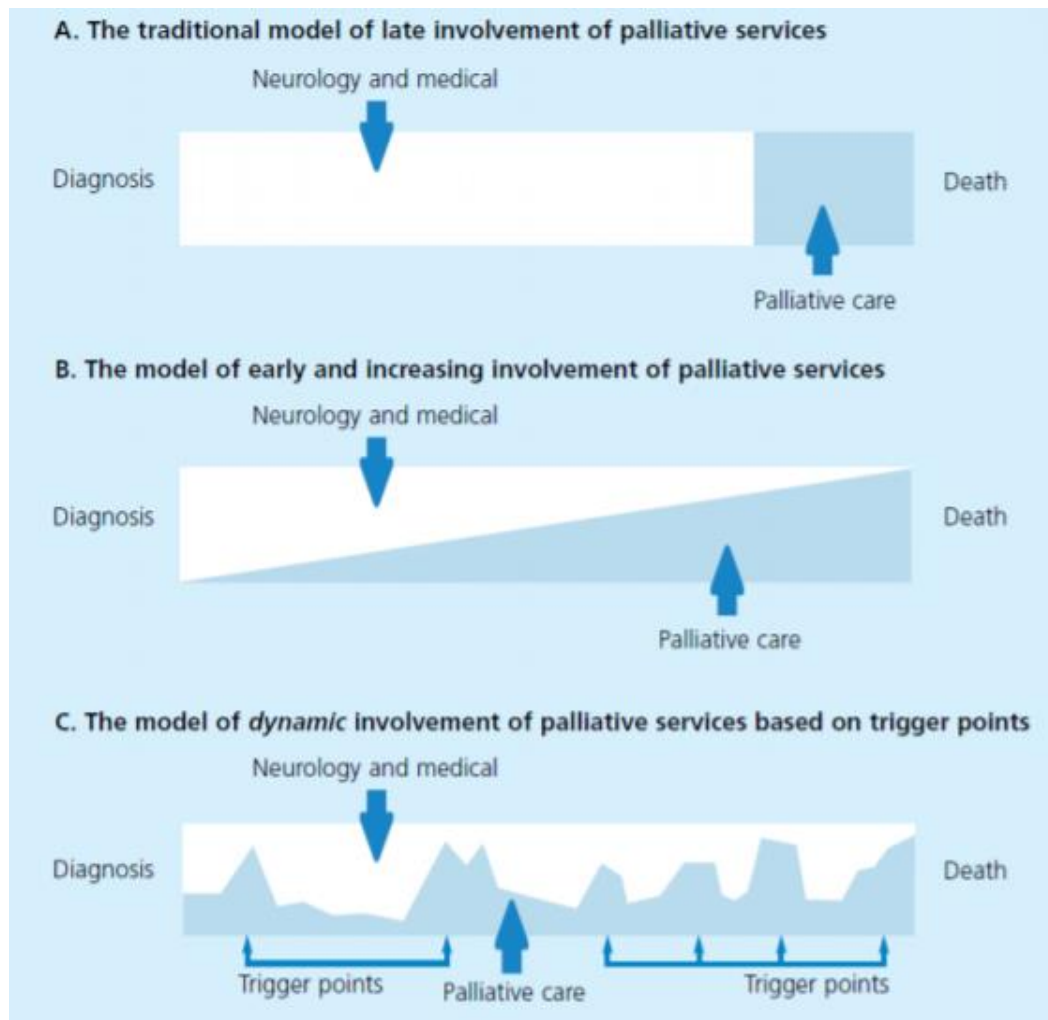 A. The traditional model of late involvement of palliative services
Neurology and medical
Diagnosis
Death
Palliative care
B. The model of early and increasing involvement of palliative services
Neurology and medical
Diagnosis
Death
Palliative care
C. The model of dynamic involvement of palliative services based on trigger points
Neurology and medical
Diagnosis
Death
Trigger points
Palliative care
Trigger points